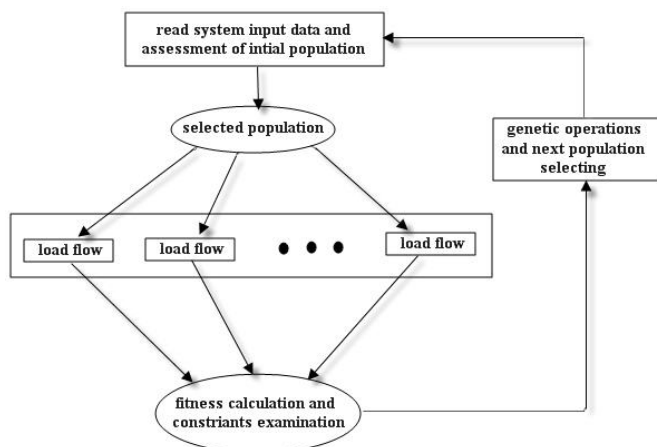 read system input data and
assessment of intial population
selected population
genetic operations
and next population
selecting
load flow
load flow
load flow
fitness calculation and
constriants examination